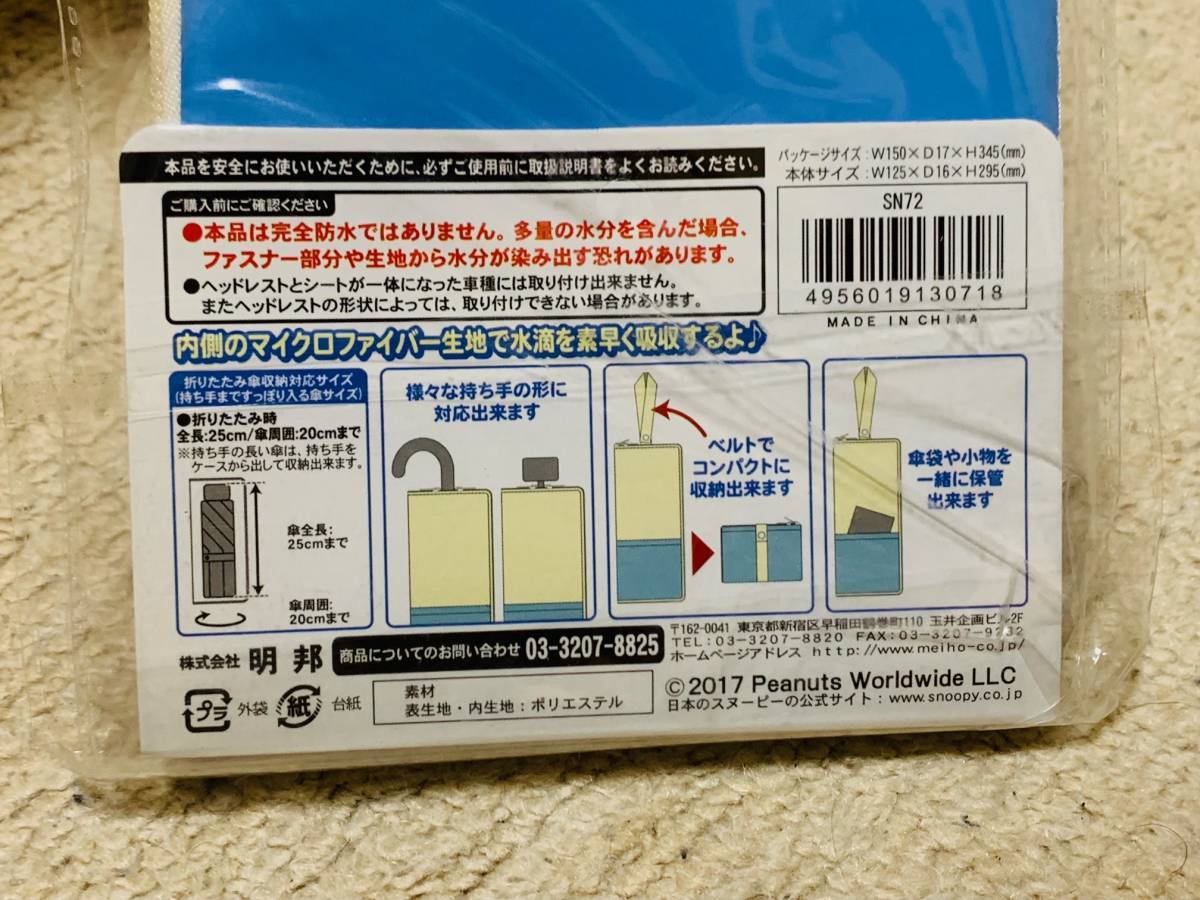 本品を安全にお使いいただくために、必ずご使用前に取扱説明書をよくお読みください。
パッケージサイズ:W150×D17×H345(mm)
本体サイズ:W125×D16×H295(mm)
SN72
4956019130718
MADE IN CHINA
ご購入前にご確認ください
●本品は完全防水ではありません。多量の水分を含んだ場合、
ファスナー部分や生地から水分が染み出す恐れがあります。
●ヘッドレストとシートが一体になった車種には取り付け出来ません。
またヘッドレストの形状によっては、取り付けできない場合があります。
内側のマイクロファイバー生地で水滴を素早く吸収するよ♪
折りたたみ傘収納対応サイズ
(持ち手まですっぽり入る傘サイズ)
●折りたたみ時
全長:25cm/傘周囲:20cmまで
※持ち手の長い傘は、持ち手を
ケースから出して収納出来ます。
傘全長:
25cmまで
傘周囲:
20cmまで
様々な持ち手の形に
対応出来ます
ベルトで
コンパクトに
収納出来ます
傘袋や小物を
一緒に保管
出来ます
株式会社 明邦
商品についてのお問い合わせ 03-3207-8825
〒162-0041 東京都新宿区早稲田鶴巻町110 玉井企画ビル2F
TEL:03-3207-8820 FAX:03-3207-9232
ホームページアドレス http://www.meiho-co.jp/
プラ 外袋 紙 台紙
素材
表生地・内生地:ポリエステル
© 2017 Peanuts Worldwide LLC
日本のスヌーピーの公式サイト:www.snoopy.co.jp